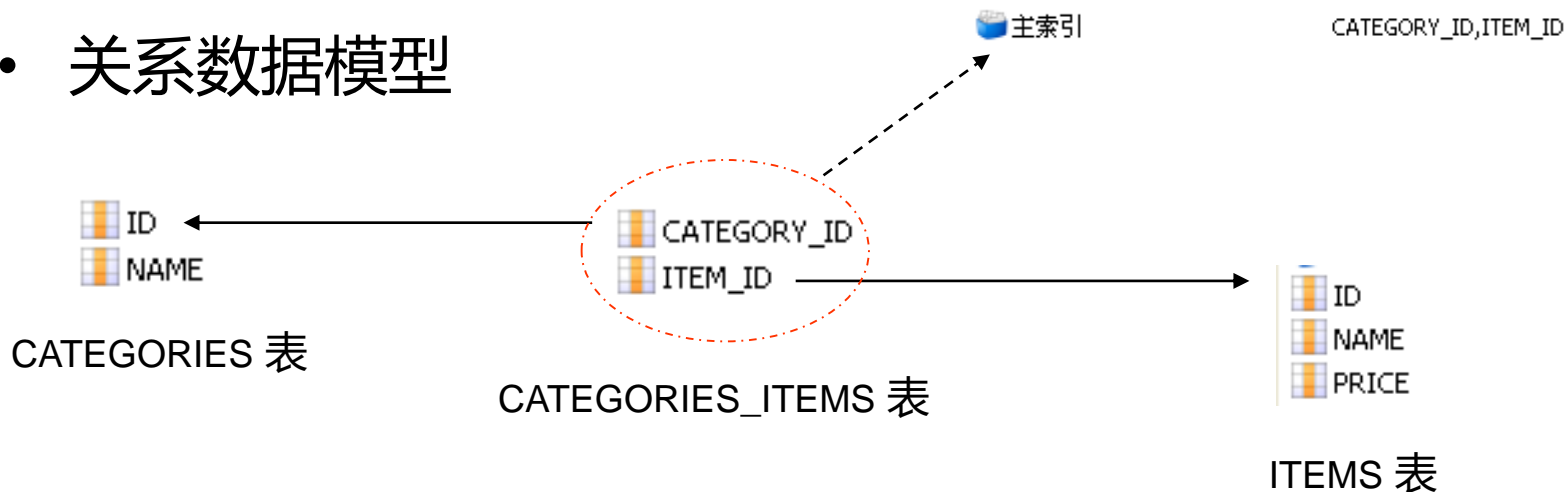 • 关系数据模型
主索引 CATEGORY_ID,ITEM_ID
ID
NAME
CATEGORIES 表
CATEGORY_ID
ITEM_ID
CATEGORIES_ITEMS 表
ID
NAME
PRICE
ITEMS 表